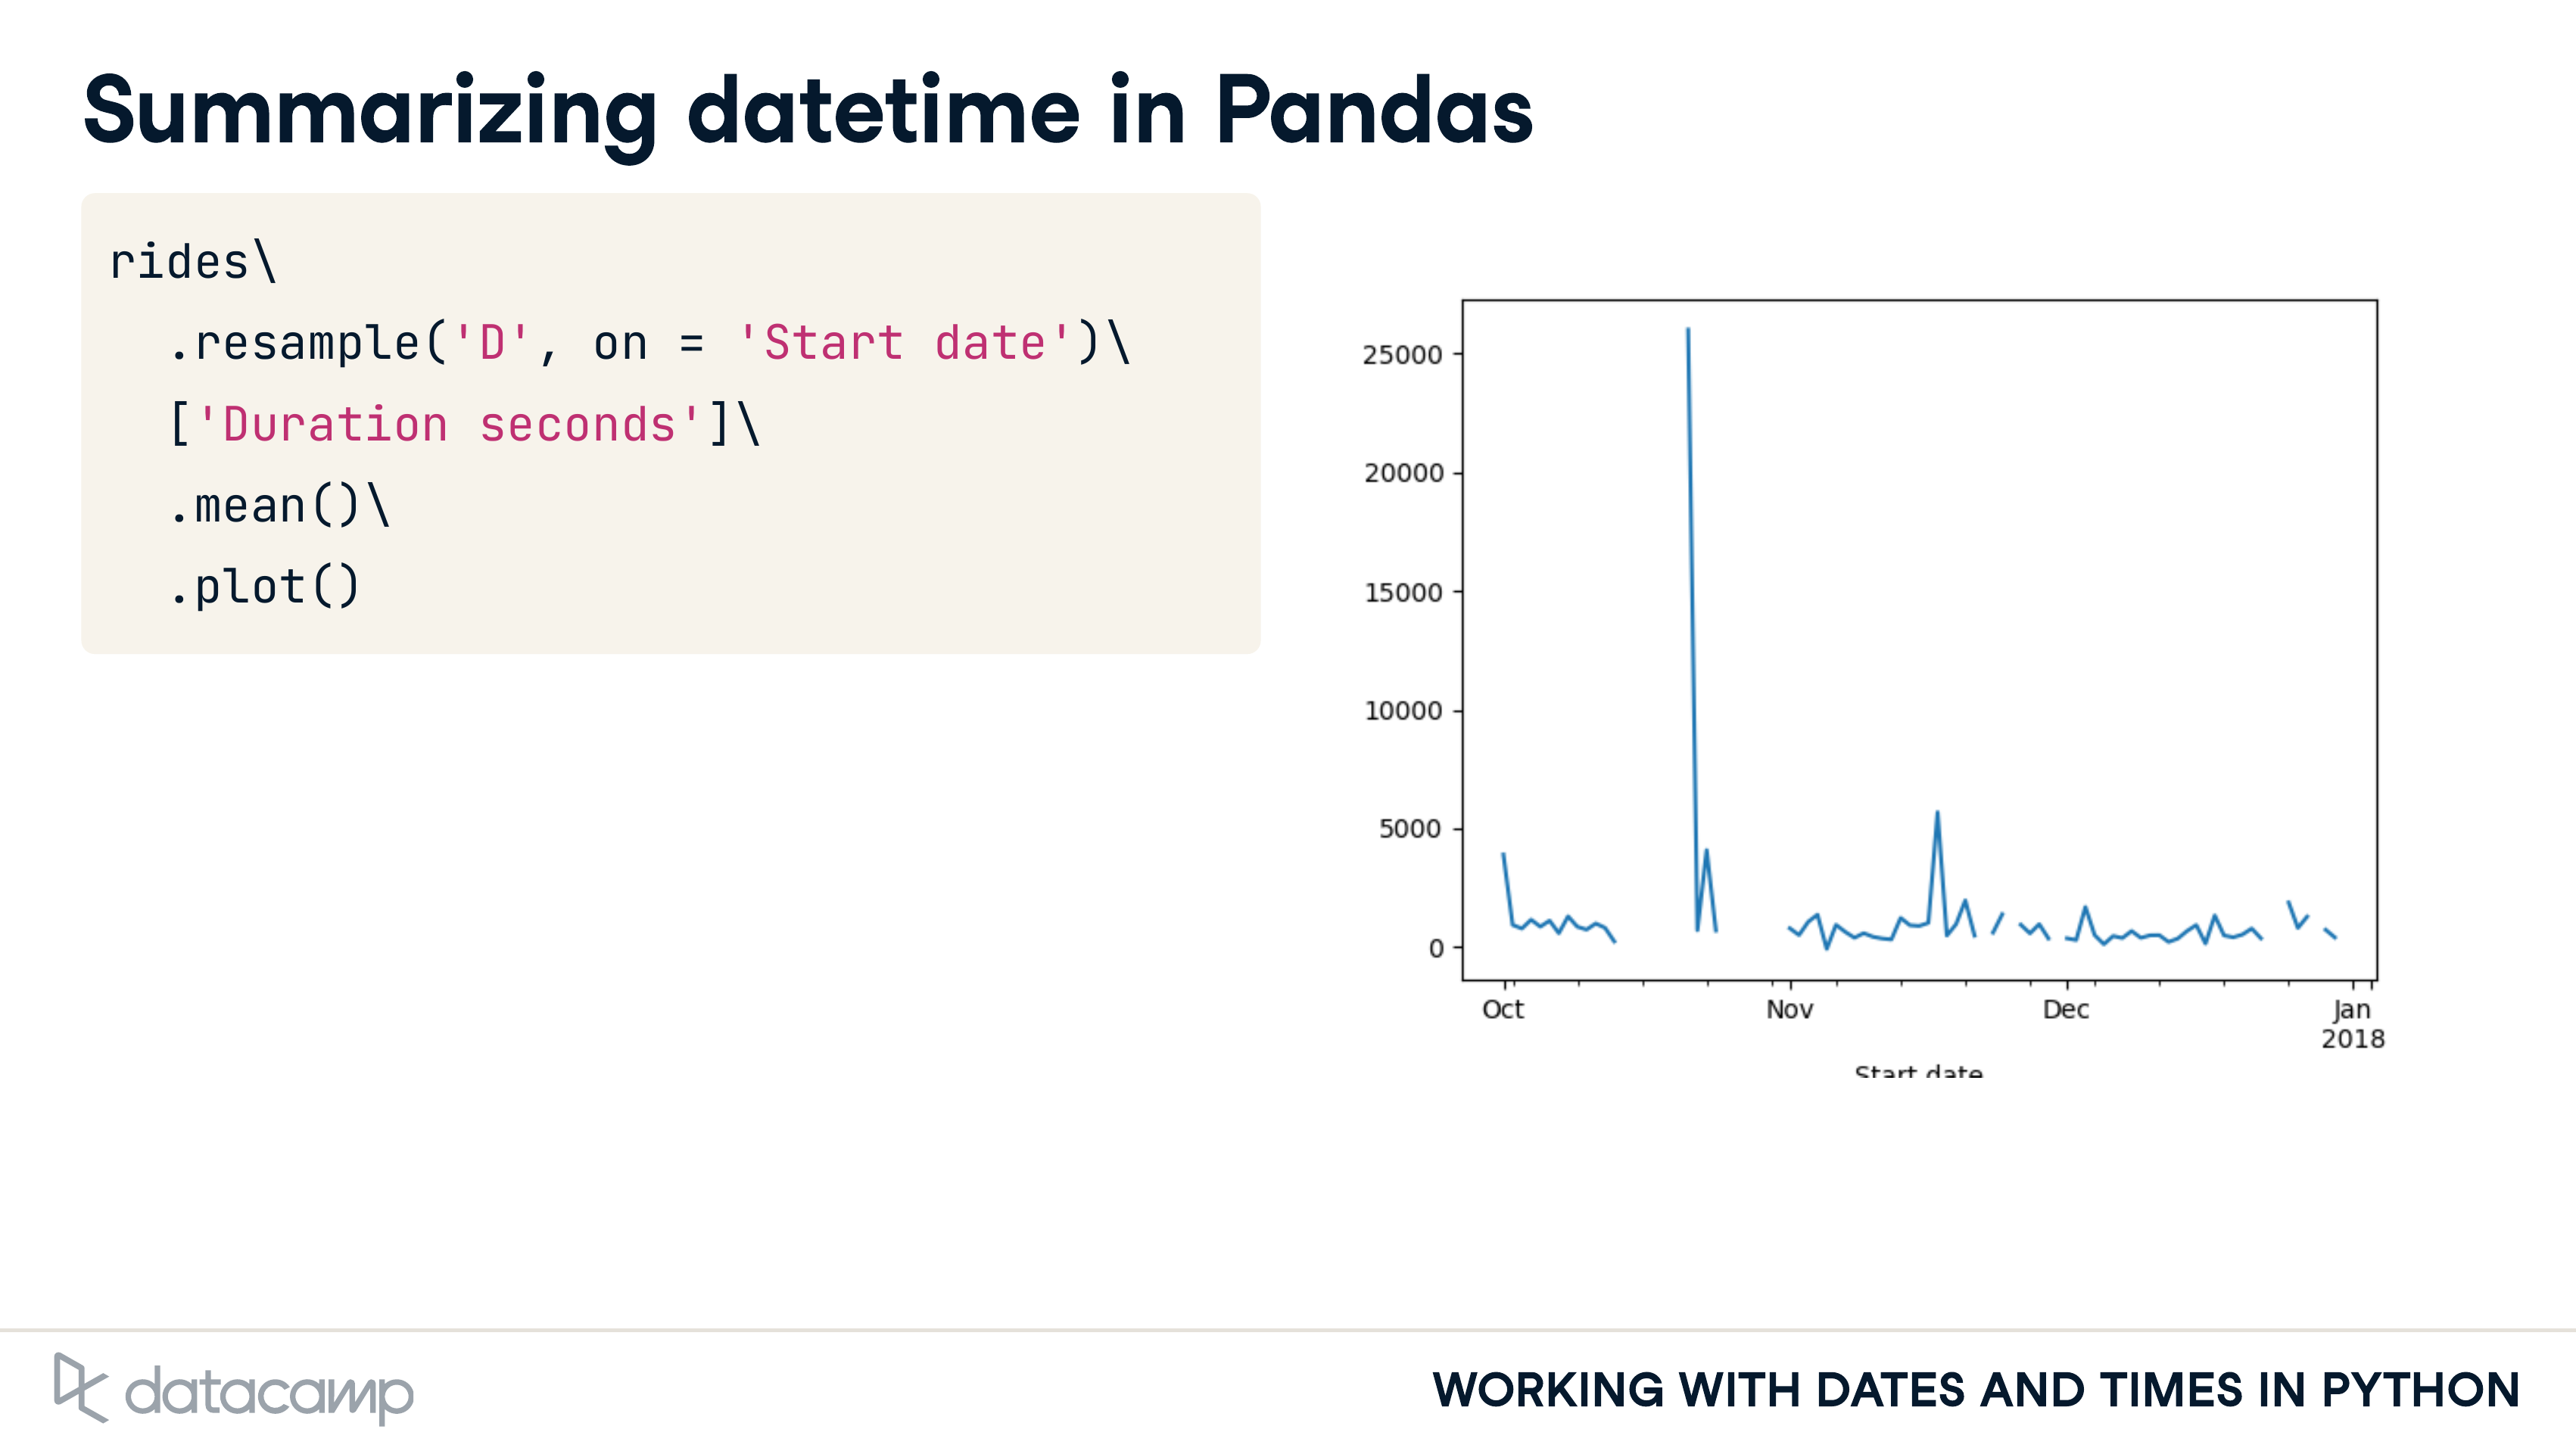 Summarizing datetime in Pandas
rides\
  .resample('D', on = 'Start date')\
  ['Duration seconds']\
  .mean()\
  .plot()
25000
20000
15000
10000
5000
0
Oct Nov Dec Jan
2018
Start date
datacamp
WORKING WITH DATES AND TIMES IN PYTHON